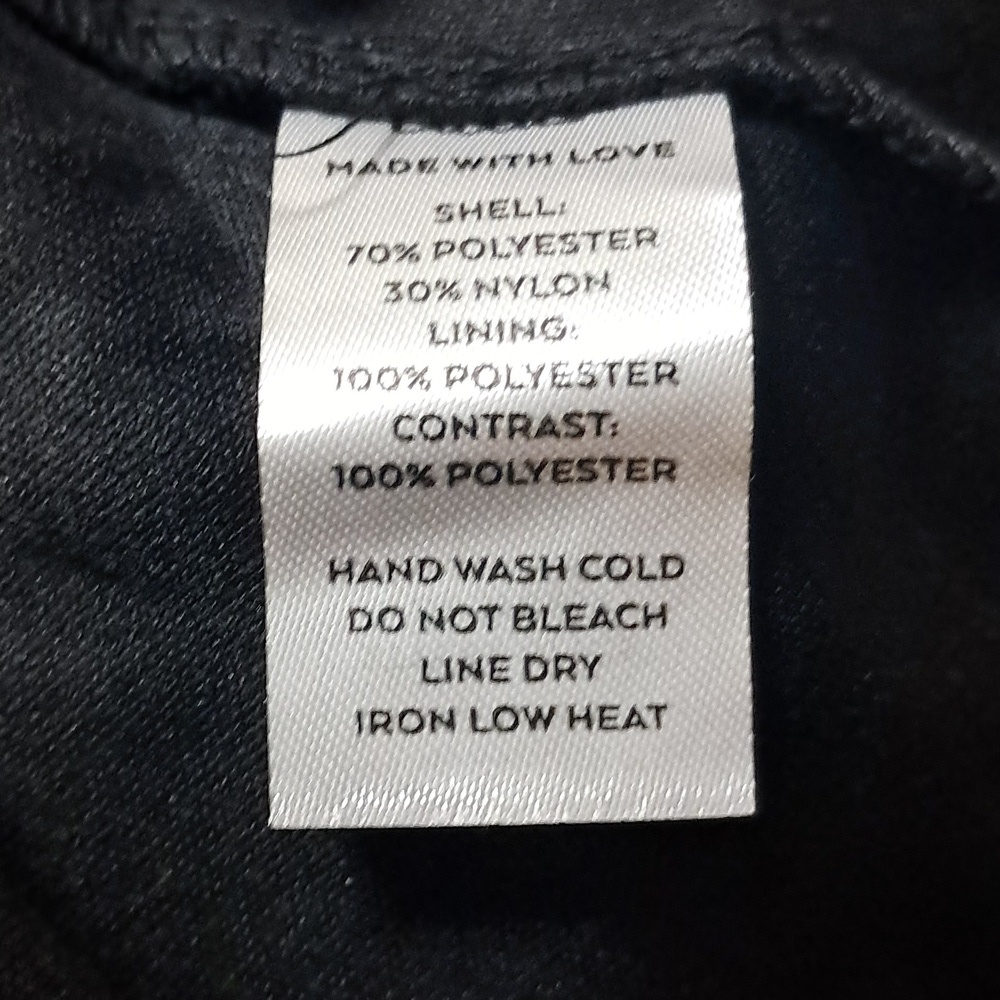 MADE WITH LOVE
SHELL:
70% POLYESTER
30% NYLON
LINING:
100% POLYESTER
CONTRAST:
100% POLYESTER
HAND WASH COLD
DO NOT BLEACH
LINE DRY
IRON LOW HEAT